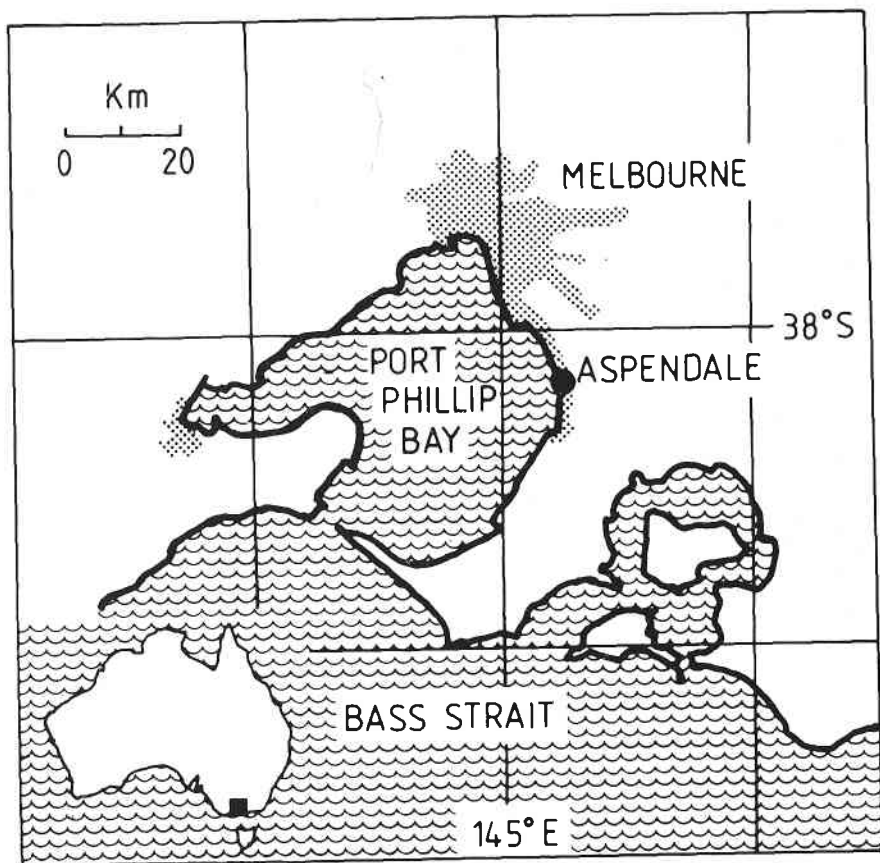 Km
0 20
MELBOURNE
38°S
PORT
PHILLIP
BAY
ASPENDALE
BASS STRAIT
145°E